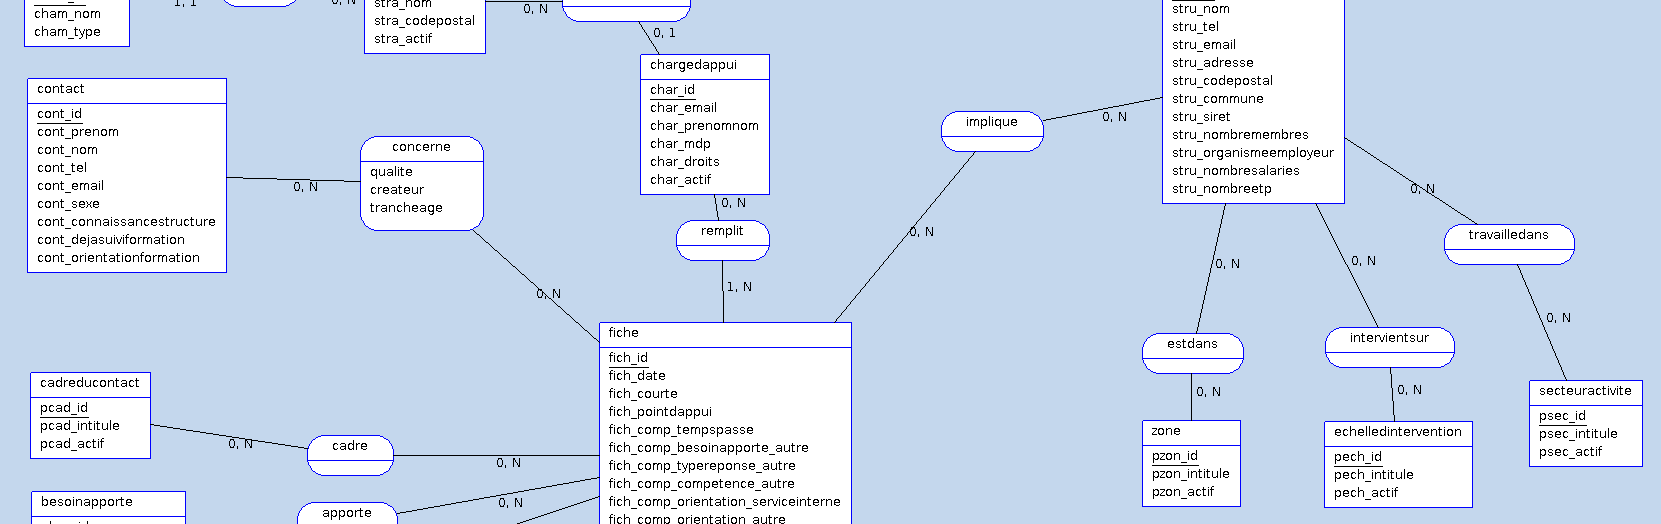 cham_nom
cham_type
1, 1
0, N
stra_nom
stra_codepostal
stra_actif
0, N
0, 1
chargedappui
char_id
char_email
char_prenomnom
char_mdp
char_droits
char_actif
0, N
remplit
1, N
contact
cont_id
cont_prenom
cont_nom
cont_tel
cont_email
cont_sexe
cont_connaissancestructure
cont_dejasuiviformation
cont_orientationformation
0, N
concerne
qualite
createur
trancheage
0, N
implique
0, N
0, N
stru_nom
stru_tel
stru_email
stru_adresse
stru_codepostal
stru_commune
stru_siret
stru_nombremembres
stru_organismeemployeur
stru_nombresalaries
stru_nombreetp
0, N
travailledans
0, N
0, N
0, N
estdans
intervientsur
0, N
0, N
zone
pzon_id
pzon_intitule
pzon_actif
echelledintervention
pech_id
pech_intitule
pech_actif
secteuractivite
psec_id
psec_intitule
psec_actif
fiche
fich_id
fich_date
fich_courte
fich_pointdappui
fich_comp_tempspasse
fich_comp_besoinapporte_autre
fich_comp_typereponse_autre
fich_comp_competence_autre
fich_comp_orientation_serviceinterne
fich_comp_orientation_autre
cadreducontact
pcad_id
pcad_intitule
pcad_actif
0, N
cadre
0, N
besoinapporte
apporte
0, N